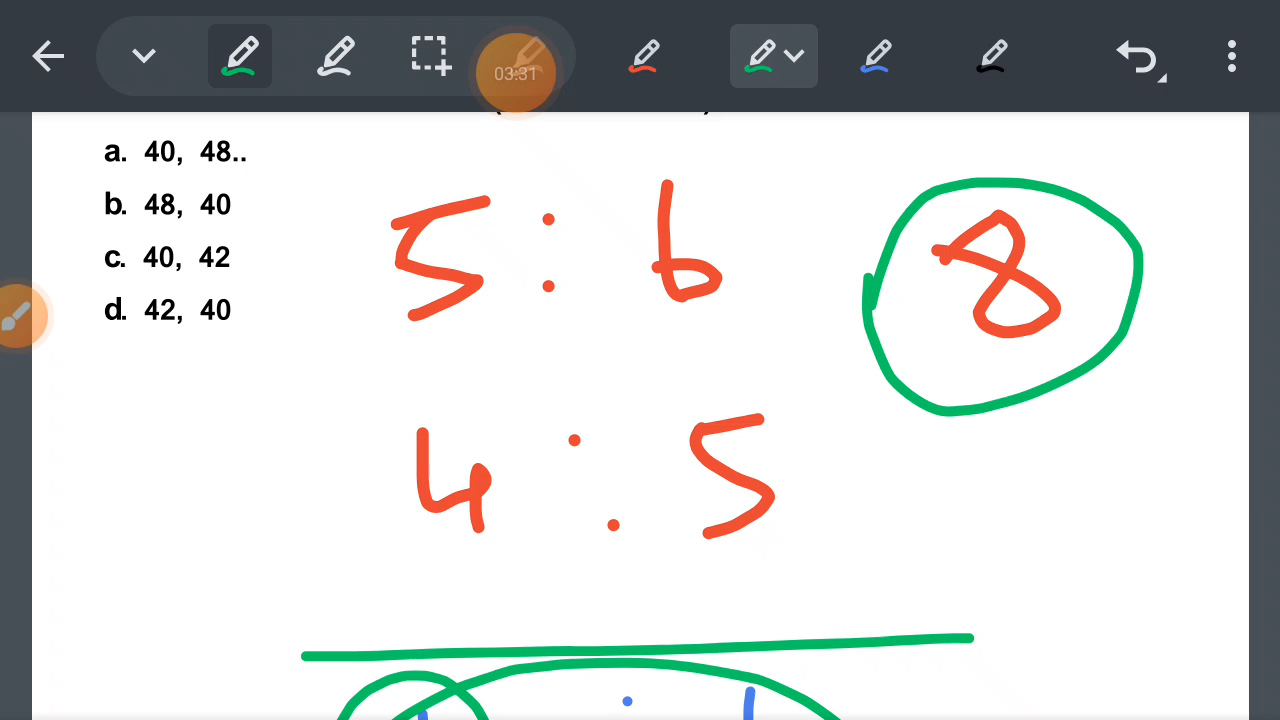 03:31
a. 40, 48..
b. 48, 40
c. 40, 42
d. 42, 40
5 : 6
8
4 : 5